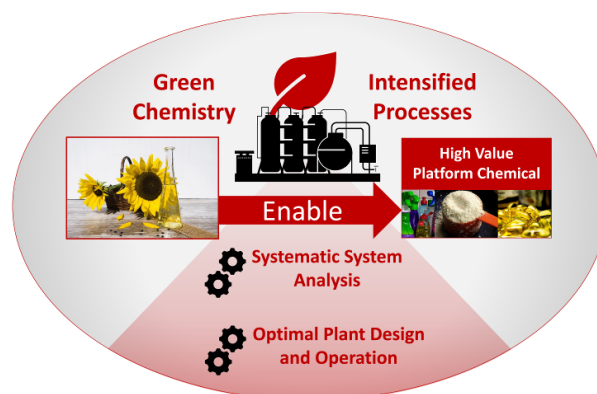 Green
Chemistry
Intensified
Processes
High Value
Platform Chemical
Enable
Systematic System
Analysis
Optimal Plant Design
and Operation